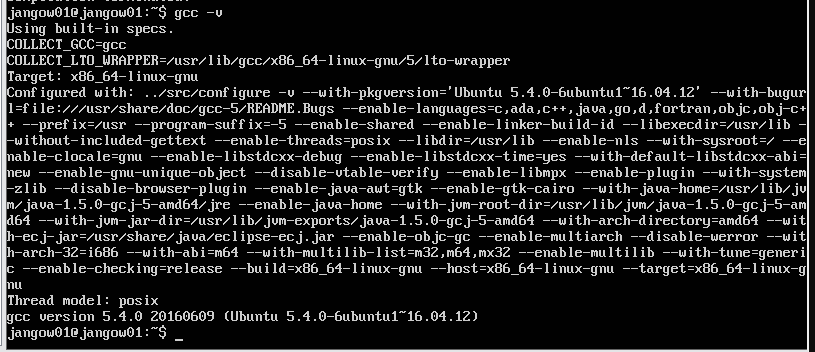 jangow01@jangow01:~$ gcc -v
Using built-in specs.
COLLECT_GCC=gcc
COLLECT_LTO_WRAPPER=/usr/lib/gcc/x86_64-linux-gnu/5/lto-wrapper
Target: x86_64-linux-gnu
Configured with: ../src/configure -v --with-pkgversion='Ubuntu 5.4.0-6ubuntu1~16.04.12' --with-bugur
l=file:///usr/share/doc/gcc-5/README.Bugs --enable-languages=c,ada,c++,java,go,d,fortran,objc,obj-c+
+ --prefix=/usr --program-suffix=-5 --enable-shared --enable-linker-build-id --libexecdir=/usr/lib -
-without-included-gettext --enable-threads=posix --libdir=/usr/lib --enable-nls --with-sysroot=/ --e
nable-clocale=gnu --enable-libstdcxx-debug --enable-libstdcxx-time=yes --with-default-libstdcxx-abi=
new --enable-gnu-unique-object --disable-vtable-verify --enable-libmpx --enable-plugin --with-system
-zlib --disable-browser-plugin --enable-java-awt=gtk --enable-gtk-cairo --with-java-home=/usr/lib/jv
m/java-1.5.0-gcj-5-amd64/jre --enable-java-home --with-jvm-root-dir=/usr/lib/jvm/java-1.5.0-gcj-5-am
d64 --with-jvm-jar-dir=/usr/lib/jvm-exports/java-1.5.0-gcj-5-amd64 --with-arch-directory=amd64 --wit
h-ecj-jar=/usr/share/java/eclipse-ecj.jar --enable-objc-gc --enable-multiarch --disable-werror --wit
h-arch-32=i686 --with-abi=m64 --with-multilib-list=m32,m64,mx32 --enable-multilib --with-tune=generi
c --enable-checking=release --build=x86_64-linux-gnu --host=x86_64-linux-gnu --target=x86_64-linux-g
nu
Thread model: posix
gcc version 5.4.0 20160609 (Ubuntu 5.4.0-6ubuntu1~16.04.12)
jangow01@jangow01:~$ _